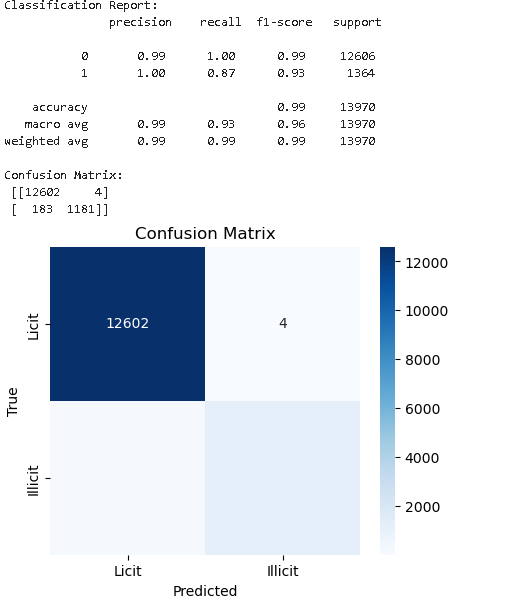 Classification Report:
precision recall f1-score support
0 0.99 1.00 0.99 12606
1 1.00 0.87 0.93 1364
accuracy 0.99 13970
macro avg 0.99 0.93 0.96 13970
weighted avg 0.99 0.99 0.99 13970
Confusion Matrix:
[[12602 4]
[ 183 1181]]
Confusion Matrix
12602 4
Licit
Illicit
True
Licit Illicit
Predicted
12000
10000
8000
6000
4000
2000